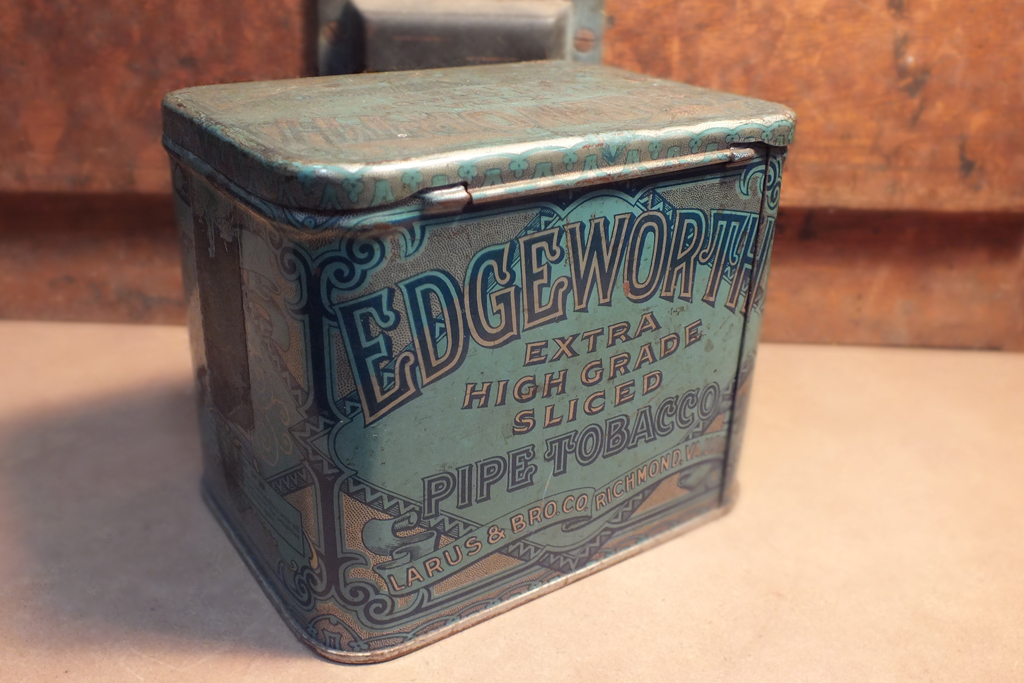 EDGEWORTH
EXTRA
HIGH GRADE
SLICED
PIPE TOBACCO
LARUS & BRO. CO. RICHMOND, VA.